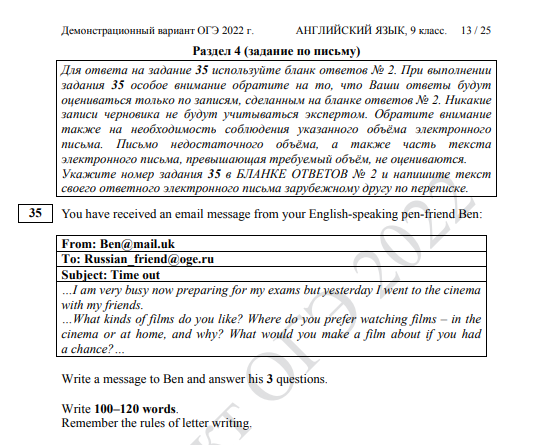 Демонстрационный вариант ОГЭ 2022 г. АНГЛИЙСКИЙ ЯЗЫК, 9 класс. 13 / 25
Раздел 4 (задание по письму)
Для ответа на задание 35 используйте бланк ответов № 2. При выполнении
задания 35 особое внимание обратите на то, что Ваши ответы будут
оцениваться только по записям, сделанным на бланке ответов № 2. Никакие
записи черновика не будут учитываться экспертом. Обратите внимание
также на необходимость соблюдения указанного объёма электронного
письма. Письмо недостаточного объёма, а также часть текста
электронного письма, превышающая требуемый объём, не оцениваются.
Укажите номер задания 35 в БЛАНКЕ ОТВЕТОВ № 2 и напишите текст
своего ответного электронного письма зарубежному другу по переписке.
35 You have received an email message from your English-speaking pen-friend Ben:
From: Ben@mail.uk
To: Russian_friend@oge.ru
Subject: Time out
…I am very busy now preparing for my exams but yesterday I went to the cinema
with my friends.
…What kinds of films do you like? Where do you prefer watching films – in the
cinema or at home, and why? What would you make a film about if you had
a chance?…
Write a message to Ben and answer his 3 questions.
Write 100–120 words.
Remember the rules of letter writing.
ОГЭ 2022